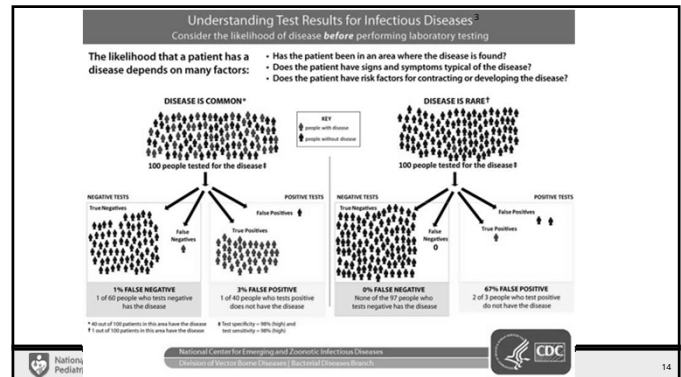 Understanding Test Results for Infectious Diseases3
Consider the likelihood of disease before performing laboratory testing
The likelihood that a patient has a
disease depends on many factors:
• Has the patient been in an area where the disease is found?
• Does the patient have signs and symptoms typical of the disease?
• Does the patient have risk factors for contracting or developing the disease?
DISEASE IS COMMON*
KEY
people with disease
people without disease
DISEASE IS RARE†
100 people tested for the disease‡
100 people tested for the disease‡
NEGATIVE TESTS
POSITIVE TESTS
True Negatives
False
Negatives
False Positives
True Positives
1% FALSE NEGATIVE
1 of 60 people who tests negative
has the disease
3% FALSE POSITIVE
1 of 40 people who tests positive
does not have the disease
NEGATIVE TESTS
POSITIVE TESTS
True Negatives
False
Negatives
0
False Positives
True Positives
0% FALSE NEGATIVE
None of the 97 people who
tests negative has the disease
67% FALSE POSITIVE
2 of 3 people who test positive
do not have the disease
* 40 out of 100 patients in this area have the disease
† 1 out of 100 patients in this area have the disease
‡ Test specificity = 98% (high) and
test sensitivity = 98% (high)
National Center for Emerging and Zoonotic Infectious Diseases
Division of Vector Borne Diseases | Bacterial Diseases Branch
CDC
Nation
Pediatr
14